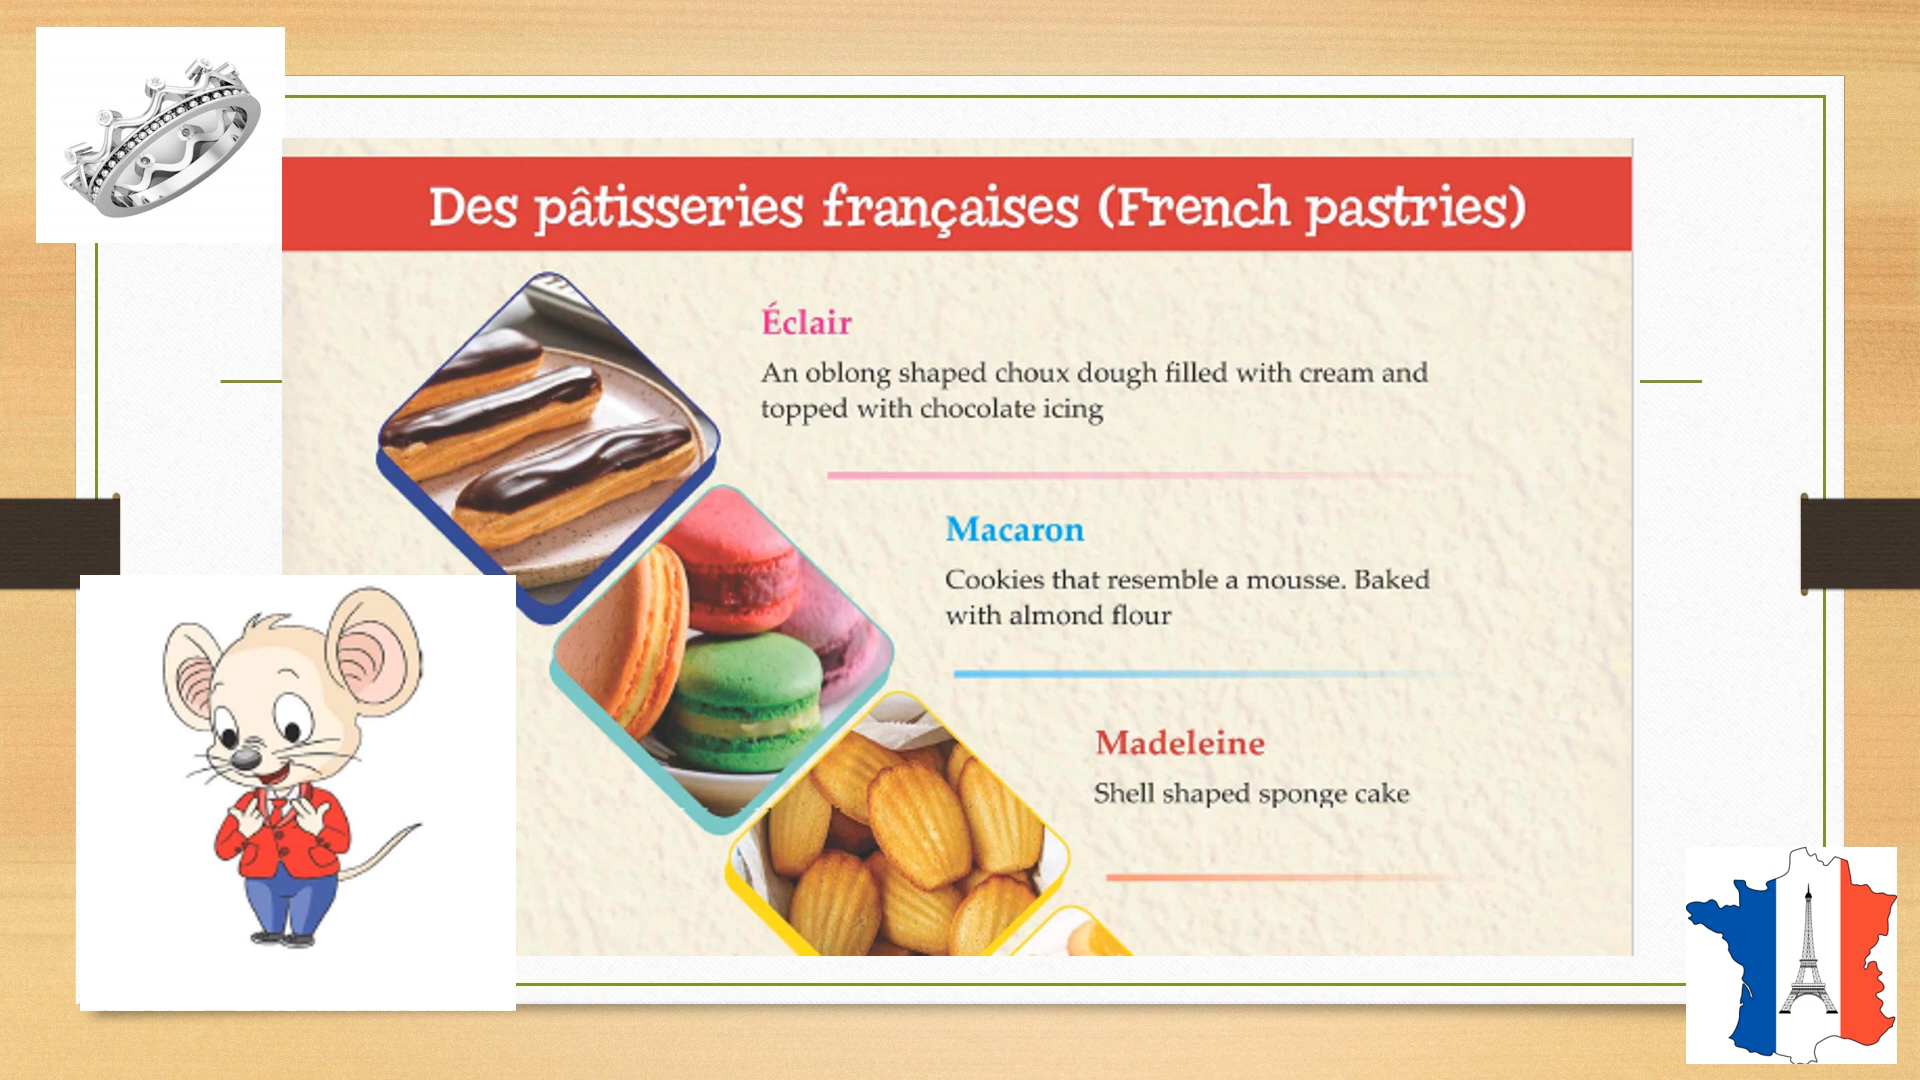 Des pâtisseries françaises (French pastries)
Éclair
An oblong shaped choux dough filled with cream and
topped with chocolate icing
Macaron
Cookies that resemble a mousse. Baked
with almond flour
Madeleine
Shell shaped sponge cake